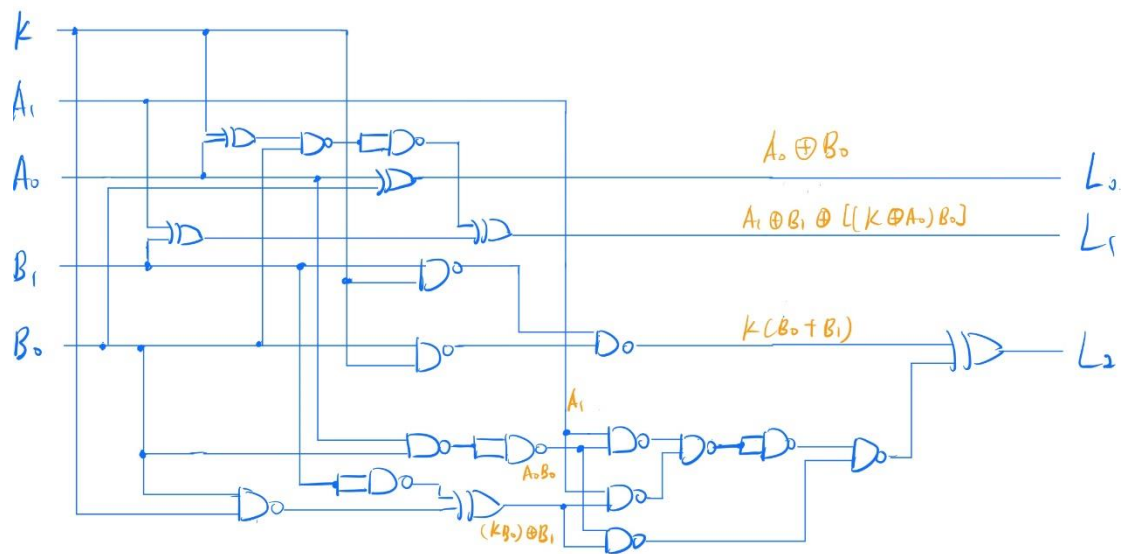 K
A₁
A₀
A₀ ⊕ B₀
L₀
A₁ ⊕ B₁ ⊕ [(K ⊕ A₀) B₀]
L₁
B₁
B₀
K (B₀ + B₁)
L₂
A₁
A₀B₀
(KB₀) ⊕ B₁